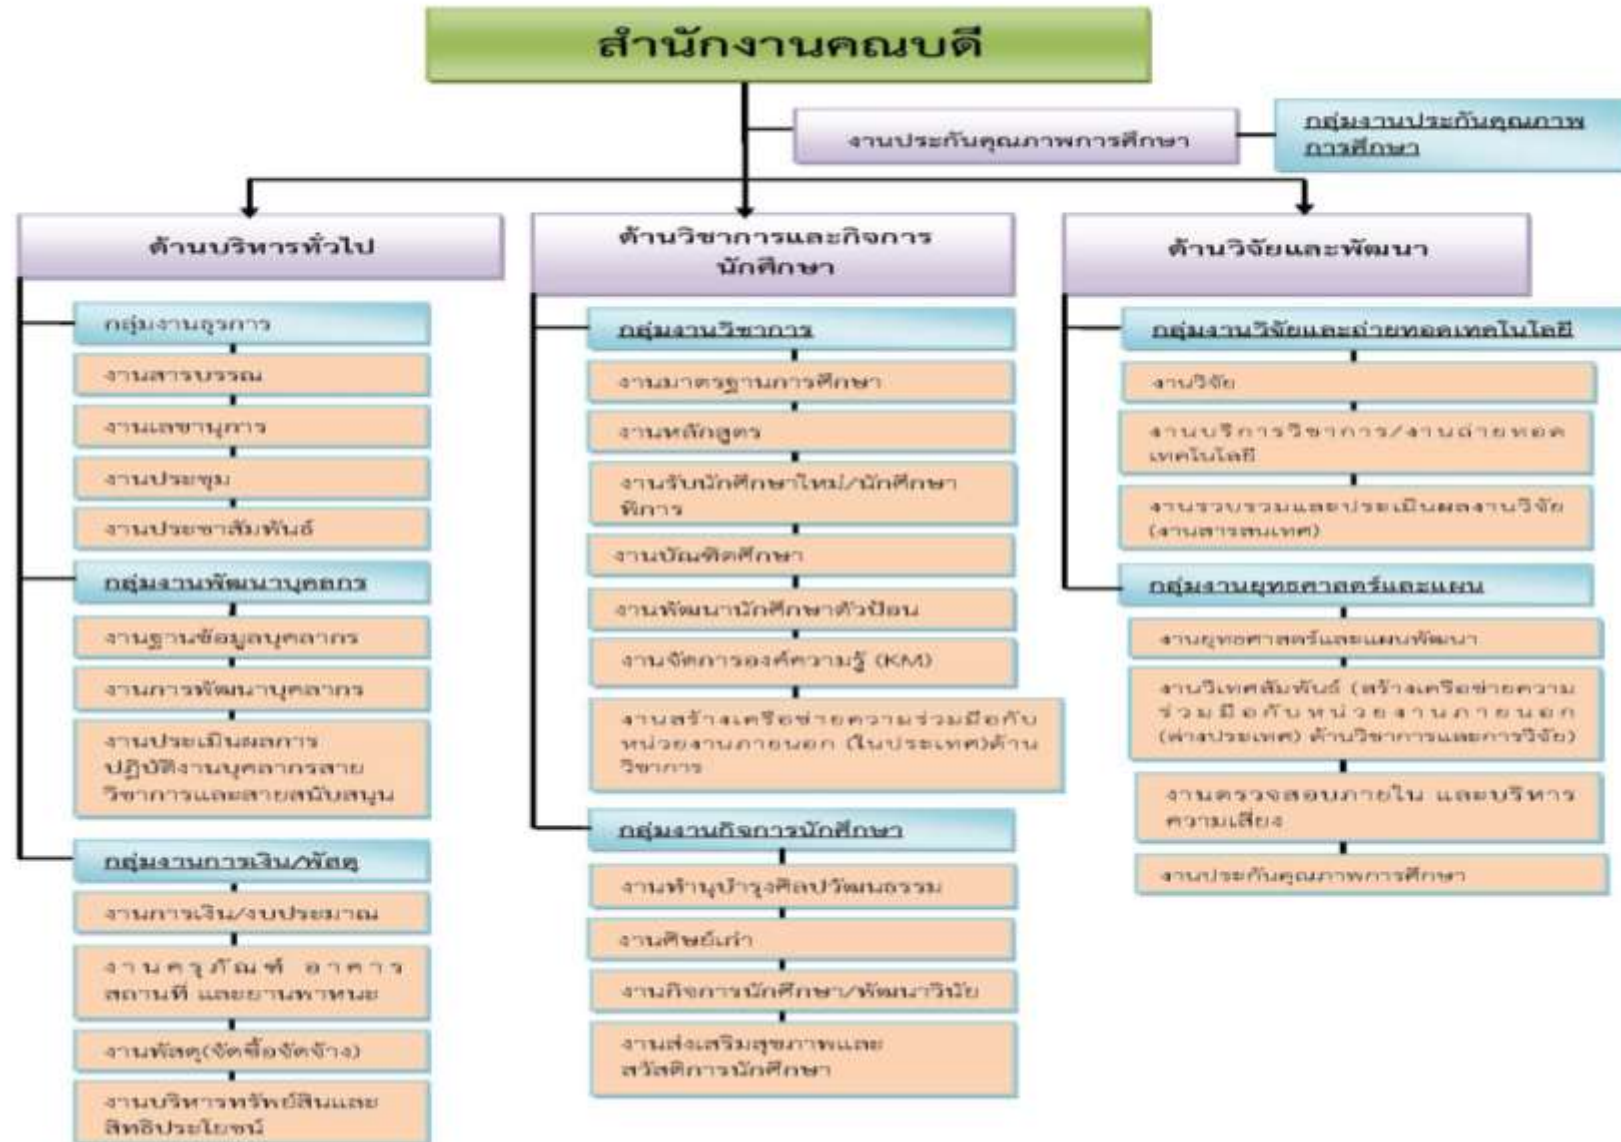 สำนักงานคณบดี
งานประกันคุณภาพการศึกษา
กลุ่มงานประกันคุณภาพ
การศึกษา
ด้านบริหารทั่วไป
กลุ่มงานธุรการ
งานสารบรรณ
งานเลขานุการ
งานประชุม
งานประชาสัมพันธ์
กลุ่มงานพัฒนาบุคลกร
งานฐานข้อมูลบุคลากร
งานการพัฒนาบุคลากร
งานประเมินผลการ
ปฏิบัติงานบุคลากรสาย
วิชาการและสายสนับสนุน
กลุ่มงานการเงิน/พัสดุ
งานการเงิน/งบประมาณ
งานครุภัณฑ์ อาคาร
สถานที่ และยานพาหนะ
งานพัสดุ(จัดซื้อจัดจ้าง)
งานบริหารทรัพย์สินและ
สิทธิประโยชน์
ด้านวิชาการและกิจการ
นักศึกษา
กลุ่มงานวิชาการ
งานมาตรฐานการศึกษา
งานหลักสูตร
งานรับนักศึกษาใหม่/นักศึกษา
พิการ
งานบัณฑิตศึกษา
งานพัฒนานักศึกษาตัวป้อน
งานจัดการองค์ความรู้ (KM)
งานสร้างเครือข่ายความร่วมมือกับ
หน่วยงานภายนอก (ในประเทศ)ด้าน
วิชาการ
กลุ่มงานกิจการนักศึกษา
งานทำนุบำรุงศิลปวัฒนธรรม
งานศิษย์เก่า
งานกิจการนักศึกษา/พัฒนาวินัย
งานส่งเสริมสุขภาพและ
สวัสดิการนักศึกษา
ด้านวิจัยและพัฒนา
กลุ่มงานวิจัยและถ่ายทอดเทคโนโลยี
งานวิจัย
งานบริการวิชาการ/งานถ่ายทอด
เทคโนโลยี
งานรวบรวมและประเมินผลงานวิจัย
(งานสารสนเทศ)
กลุ่มงานยุทธศาสตร์และแผน
งานยุทธศาสตร์และแผนพัฒนา
งานวิเทศสัมพันธ์ (สร้างเครือข่ายความ
ร่วมมือกับหน่วยงานภายนอก
(ต่างประเทศ) ด้านวิชาการและการวิจัย)
งานตรวจสอบภายใน และบริหาร
ความเสี่ยง
งานประกันคุณภาพการศึกษา